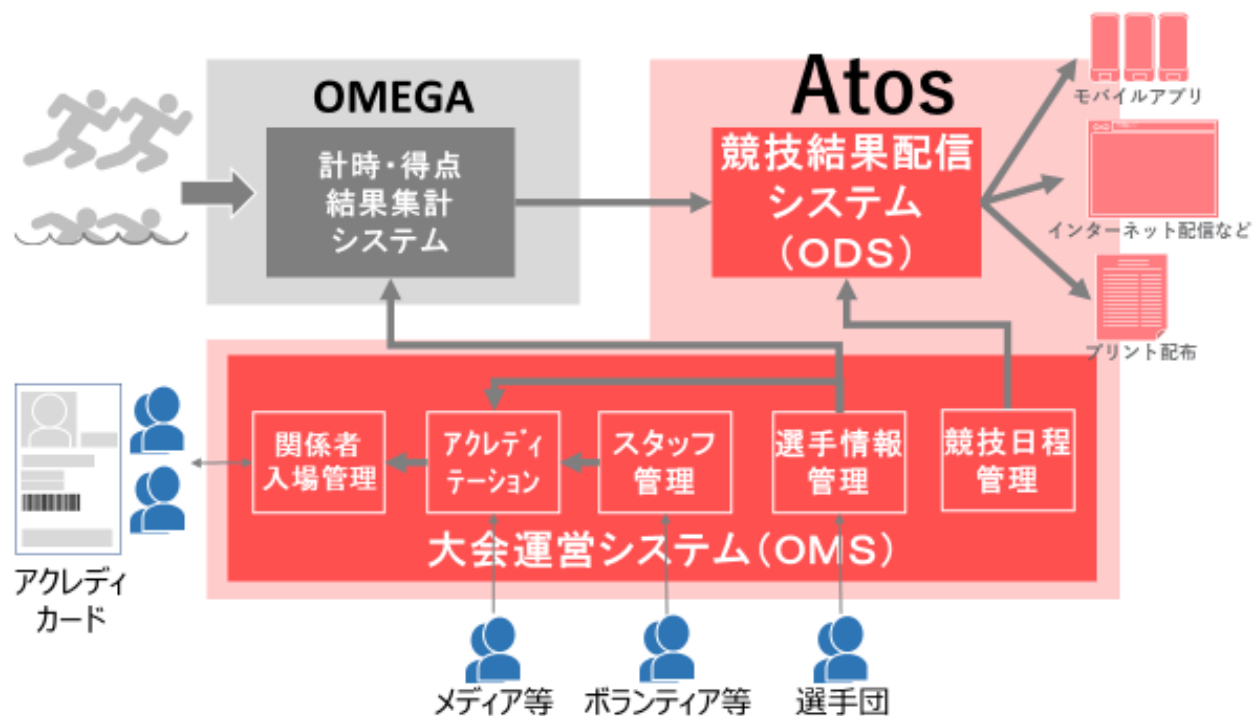 OMEGA
計時・得点
結果集計
システム
Atos
競技結果配信
システム
(ODS)
モバイルアプリ
インターネット配信など
プリント配布
関係者
入場管理
ｱｸﾚﾃﾞｨ
テーション
スタッフ
管理
選手情報
管理
競技日程
管理
大会運営システム(OMS)
アクレディ
カード
メディア等
ボランティア等
選手団